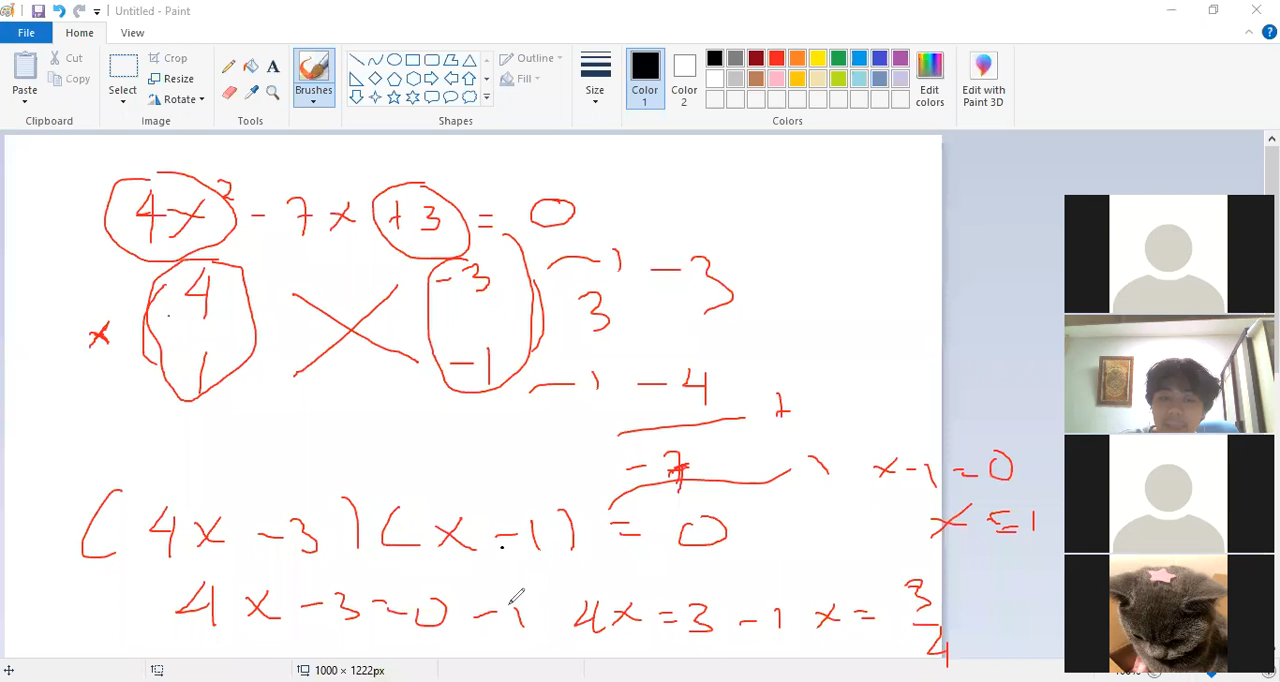 Untitled - Paint
File Home View
Paste
Cut
Copy
Clipboard
Select
Crop
Resize
Rotate
Image
Tools
Brushes
Shapes
Outline
Fill
Size
Color 1
Color 2
Colors
Edit colors
Edit with Paint 3D
4x² - 7x +3 = 0
4 -3 → -3
x 3
1 -1 → -4 +
-7
(4x -3)(x -1) = 0
x-1=0
x=1
4x-3=0 → 4x=3 → x= 3/4
1000 × 1222px